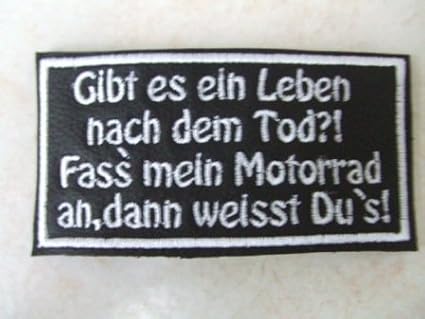 Gibt es ein Leben
nach dem Tod?!
Fass` mein Motorrad
an,dann weisst Du`s!